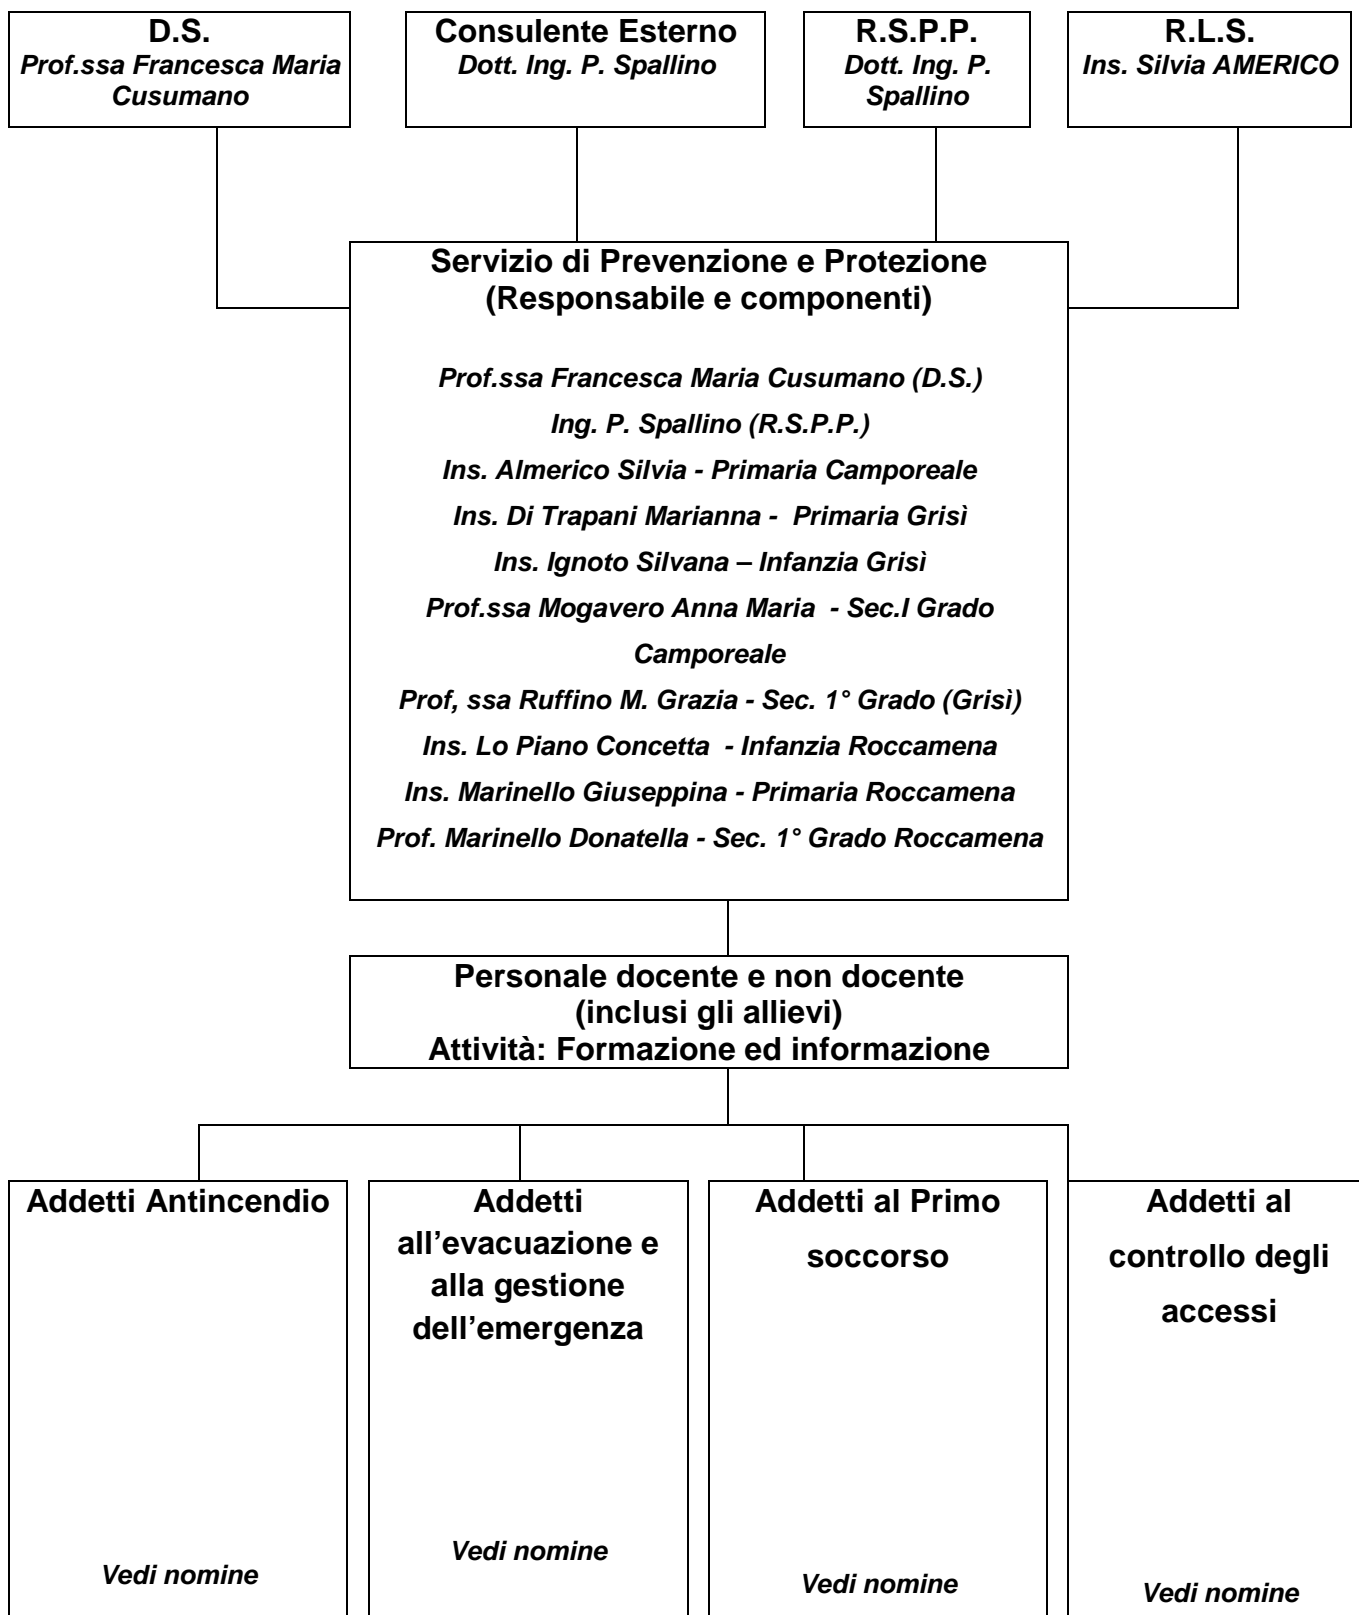 D.S.
Prof.ssa Francesca Maria
Cusumano
Consulente Esterno
Dott. Ing. P. Spallino
R.S.P.P.
Dott. Ing. P.
Spallino
R.L.S.
Ins. Silvia AMERICO
Servizio di Prevenzione e Protezione
(Responsabile e componenti)
Prof.ssa Francesca Maria Cusumano (D.S.)
Ing. P. Spallino (R.S.P.P.)
Ins. Almerico Silvia - Primaria Camporeale
Ins. Di Trapani Marianna -  Primaria Grisì
Ins. Ignoto Silvana – Infanzia Grisì
Prof.ssa Mogavero Anna Maria  - Sec.I Grado
Camporeale
Prof, ssa Ruffino M. Grazia - Sec. 1° Grado (Grisì)
Ins. Lo Piano Concetta  - Infanzia Roccamena
Ins. Marinello Giuseppina - Primaria Roccamena
Prof. Marinello Donatella - Sec. 1° Grado Roccamena
Personale docente e non docente
(inclusi gli allievi)
Attività: Formazione ed informazione
Addetti Antincendio
Vedi nomine
Addetti
all’evacuazione e
alla gestione
dell’emergenza
Vedi nomine
Addetti al Primo
soccorso
Vedi nomine
Addetti al
controllo degli
accessi
Vedi nomine